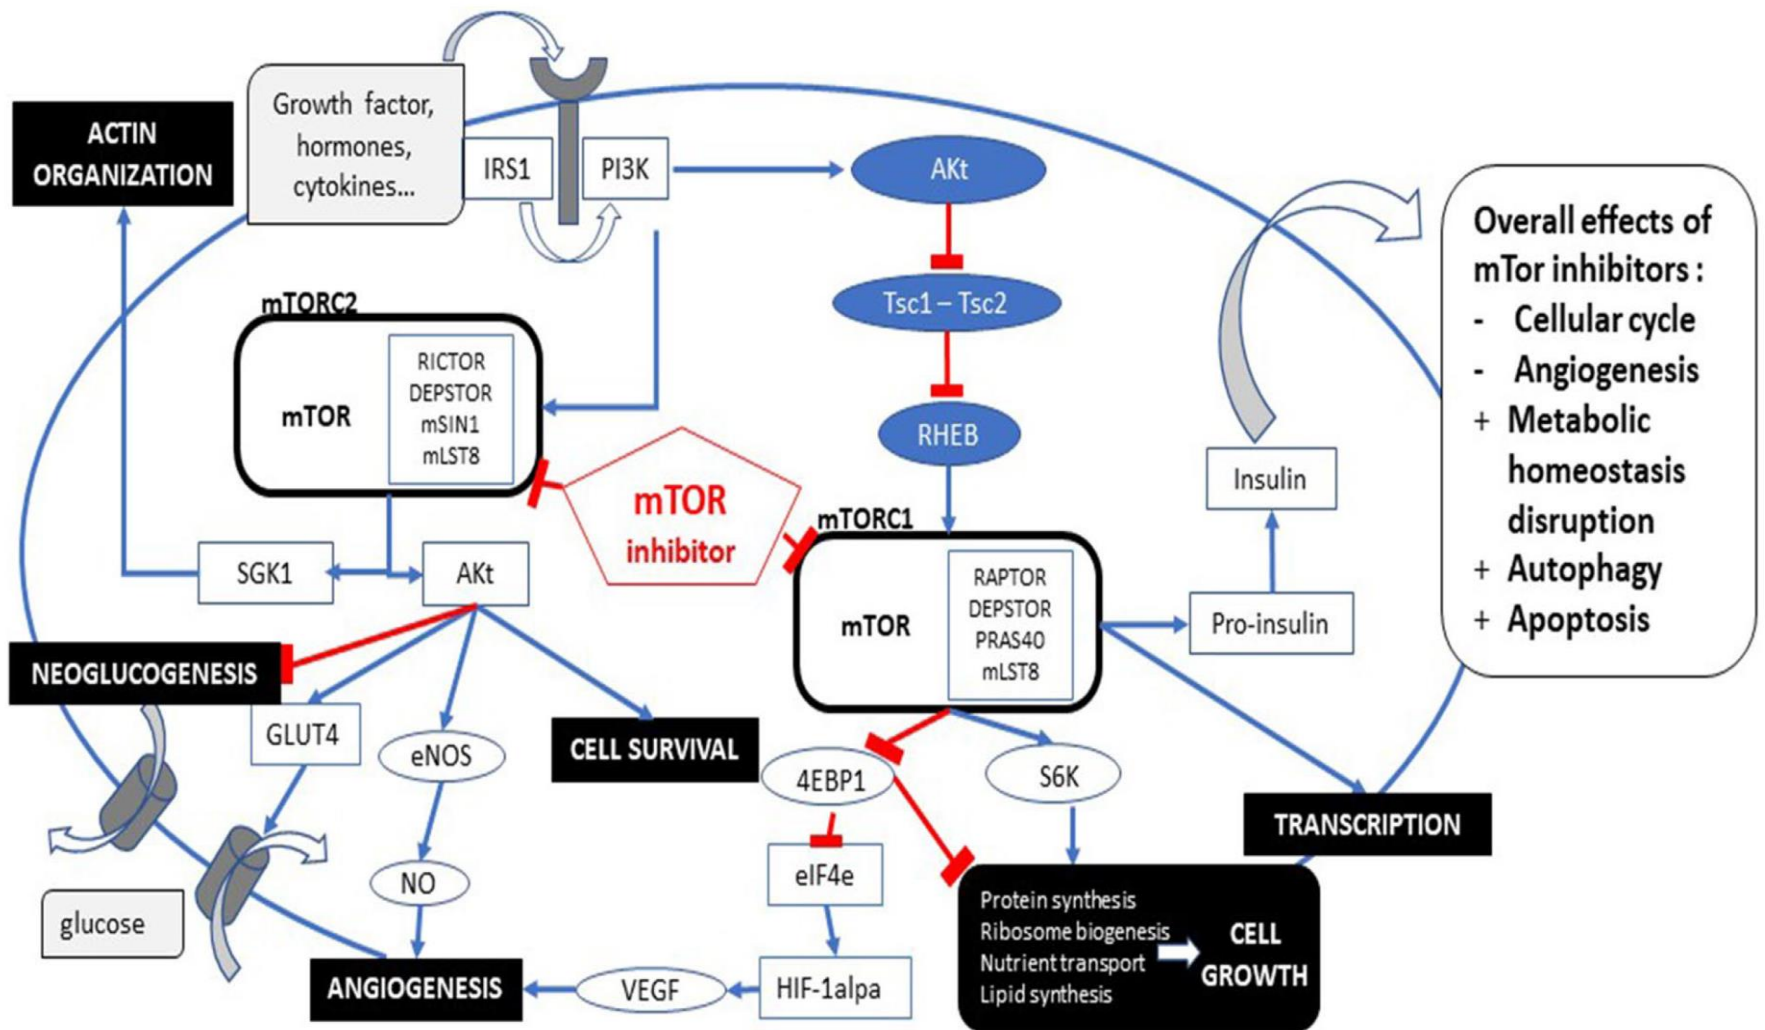 Growth factor,
hormones,
cytokines...
ACTIN
ORGANIZATION
IRS1
PI3K
AKt
Tsc1 – Tsc2
RHEB
mTORC2
mTOR
RICTOR
DEPSTOR
mSIN1
mLST8
mTOR
inhibitor
mTORC1
mTOR
RAPTOR
DEPSTOR
PRAS40
mLST8
SGK1
AKt
Insulin
Pro-insulin
Overall effects of
mTor inhibitors :
- Cellular cycle
- Angiogenesis
+ Metabolic
homeostasis
disruption
+ Autophagy
+ Apoptosis
NEOGLUCOGENESIS
GLUT4
eNOS
CELL SURVIVAL
4EBP1
S6K
TRANSCRIPTION
NO
eIF4e
glucose
ANGIOGENESIS
VEGF
HIF-1alpa
Protein synthesis
Ribosome biogenesis
Nutrient transport
Lipid synthesis
CELL
GROWTH